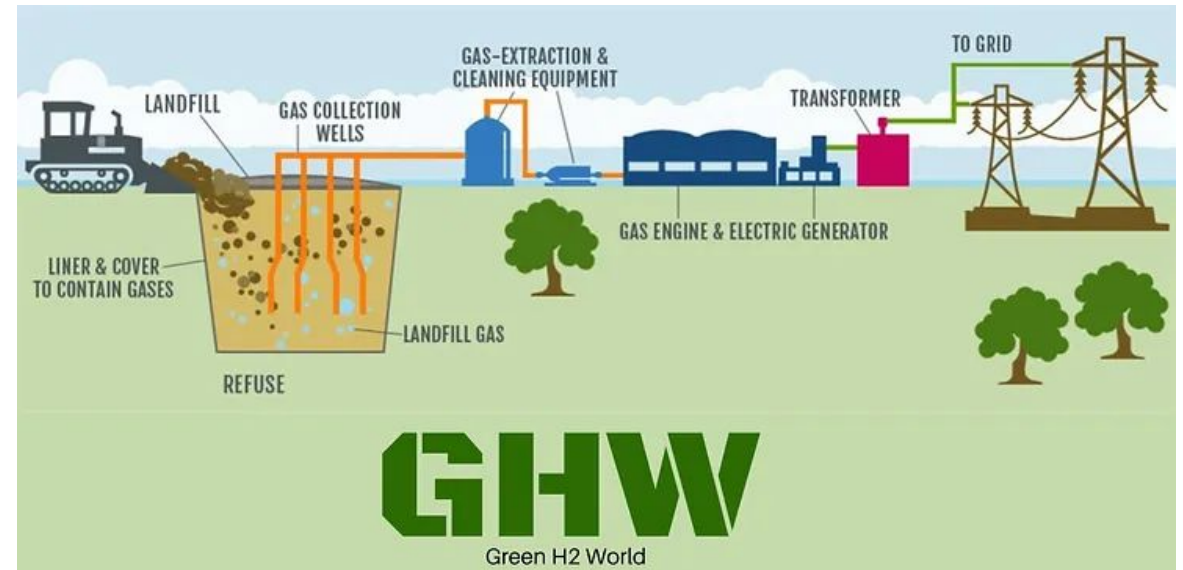 GAS-EXTRACTION &
CLEANING EQUIPMENT
TO GRID
LANDFILL
GAS COLLECTION
WELLS
TRANSFORMER
GAS ENGINE & ELECTRIC GENERATOR
LINER & COVER
TO CONTAIN GASES
LANDFILL GAS
REFUSE
GHW
Green H2 World